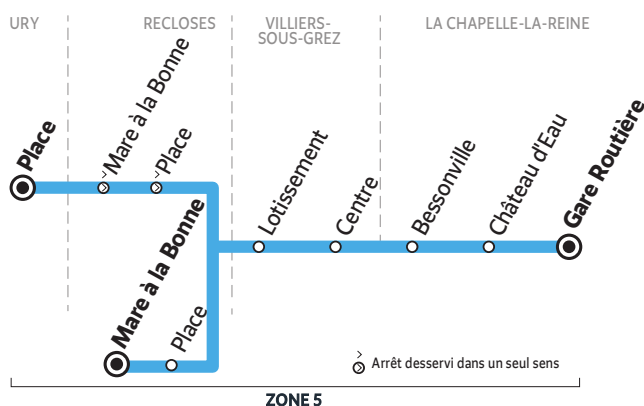 URY
RECLOSES
VILLIERS-
SOUS-GREZ
LA CHAPELLE-LA-REINE
Place
Mare à la Bonne
Place
Mare à la Bonne
Place
Lotissement
Centre
Bessonville
Château d'Eau
Gare Routière
Arrêt desservi dans un seul sens
ZONE 5